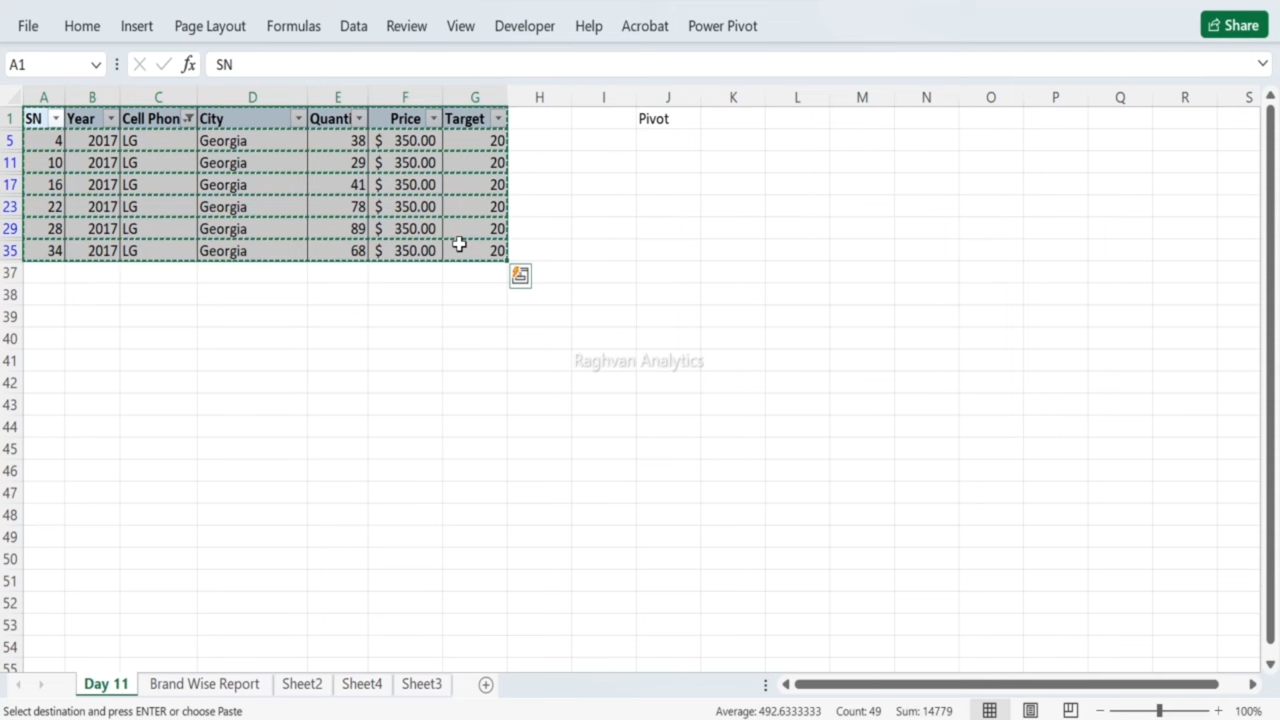 File Home Insert Page Layout Formulas Data Review View Developer Help Acrobat Power Pivot Share
A1 fx SN
A B C D E F G H I J K L M N O P Q R S
1 SN Year Cell Phon City Quanti Price Target Pivot
5 4 2017 LG Georgia 38 $ 350.00 20
11 10 2017 LG Georgia 29 $ 350.00 20
17 16 2017 LG Georgia 41 $ 350.00 20
23 22 2017 LG Georgia 78 $ 350.00 20
29 28 2017 LG Georgia 89 $ 350.00 20
35 34 2017 LG Georgia 68 $ 350.00 20
37
38
39
40
41 Raghvan Analytics
42
43
44
45
46
47
48
49
50
51
52
53
54
55
Day 11 Brand Wise Report Sheet2 Sheet4 Sheet3
Select destination and press ENTER or choose Paste Average: 492.6333333 Count: 49 Sum: 14779 100%